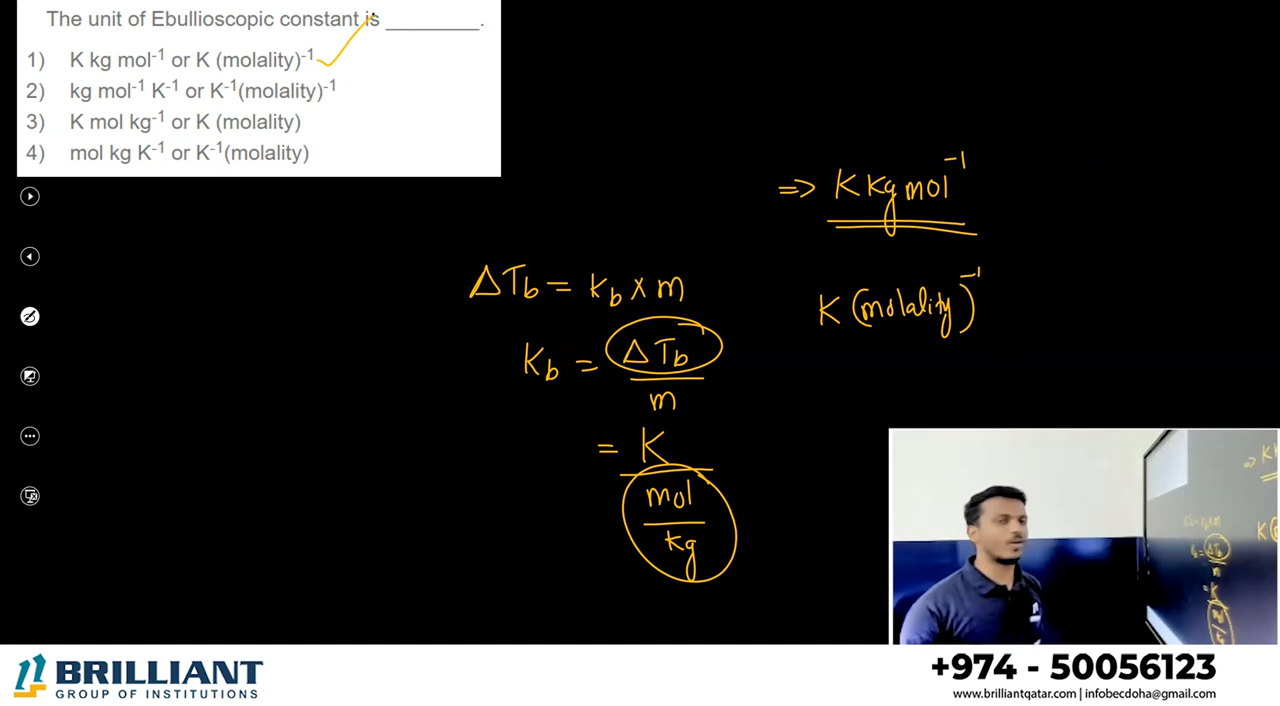 The unit of Ebullioscopic constant is ________.
1) K kg mol⁻¹ or K (molality)⁻¹
2) kg mol⁻¹ K⁻¹ or K⁻¹(molality)⁻¹
3) K mol kg⁻¹ or K (molality)
4) mol kg K⁻¹ or K⁻¹(molality)
⇒ K kg mol⁻¹
K (molality)⁻¹
ΔTb = kb × m
Kb = ΔTb / m
= K / (mol / kg)
BRILLIANT
GROUP OF INSTITUTIONS
+974 - 50056123
www.brilliantqatar.com | infobecdoha@gmail.com